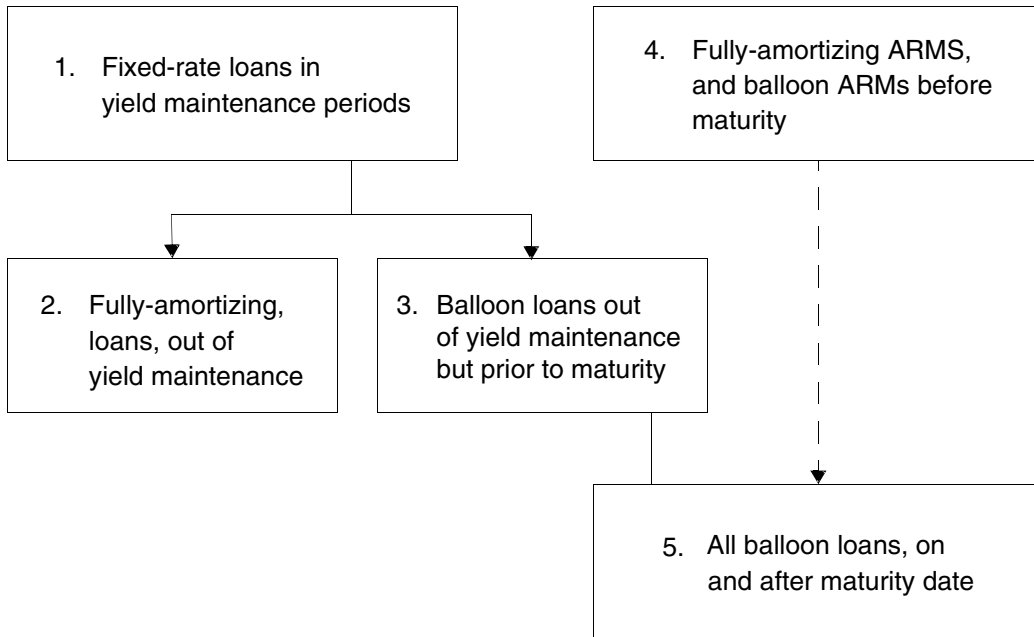 1. Fixed-rate loans in
yield maintenance periods
4. Fully-amortizing ARMS,
and balloon ARMs before
maturity
2. Fully-amortizing,
loans, out of
yield maintenance
3. Balloon loans out
of yield maintenance
but prior to maturity
5. All balloon loans, on
and after maturity date